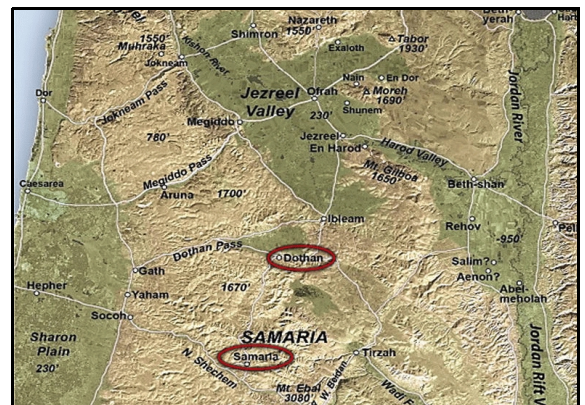 Nazareth
1550'
Shimron
Tabor
1930'
1550'
Muhraka
Jokneam
Kishon River
Exaloth
Nain
En Dor
Moreh
1690'
Ofrah
Shunem
230'
Jezreel
Valley
Dor
Jokneam Pass
780'
Megiddo
Jezreel
En Harod
Harod Valley
Mt. Gilboa
1650'
Jordan River
Beth-shan
Megiddo Pass
Caesarea
Aruna
1700'
Ibleam
Rehov
-950'
Dothan Pass
Dothan
Salim?
Aenon?
Gath
Hepher
1670'
Abel
meholah
Yaham
Socoh
SAMARIA
Sharon
Plain
230'
Samaria
Tirzah
N. Shechem
Mt. Ebal
3080'
W. Beidan
Jordan Rift V